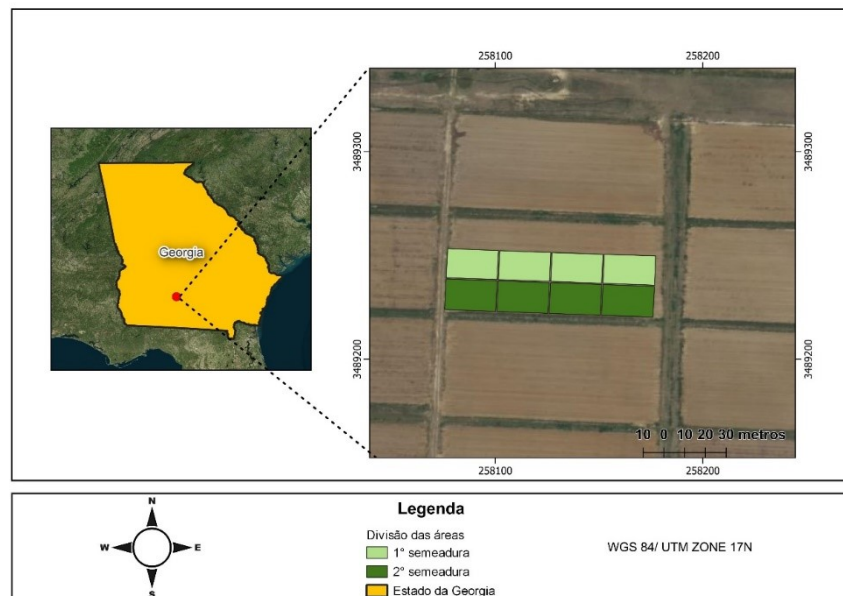 258100
258200
3489300
3489300
Georgia
3489200
3489200
10 0 10 20 30 metros
258100
258200
Legenda
N
W
E
S
Divisão das áreas
1° semeadura
2° semeadura
Estado da Georgia
WGS 84/ UTM ZONE 17N